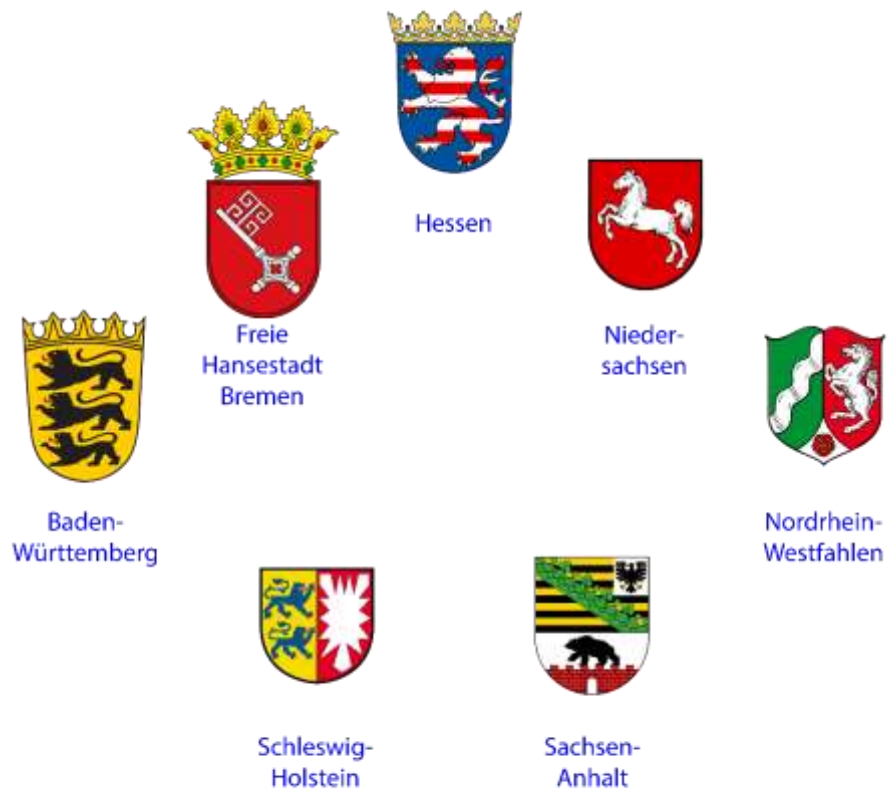 Hessen
Freie
Hansestadt
Bremen
Nieder-
sachsen
Baden-
Württemberg
Nordrhein-
Westfahlen
Schleswig-
Holstein
Sachsen-
Anhalt